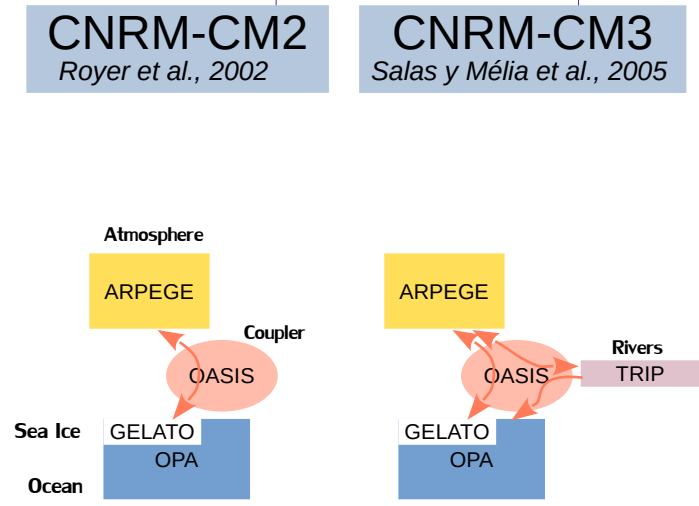 CNRM-CM2
Royer et al., 2002
CNRM-CM3
Salas y Mélia et al., 2005
Atmosphere
ARPEGE
ARPEGE
Coupler
OASIS
OASIS
Rivers
TRIP
Sea Ice
GELATO
OPA
GELATO
OPA
Ocean